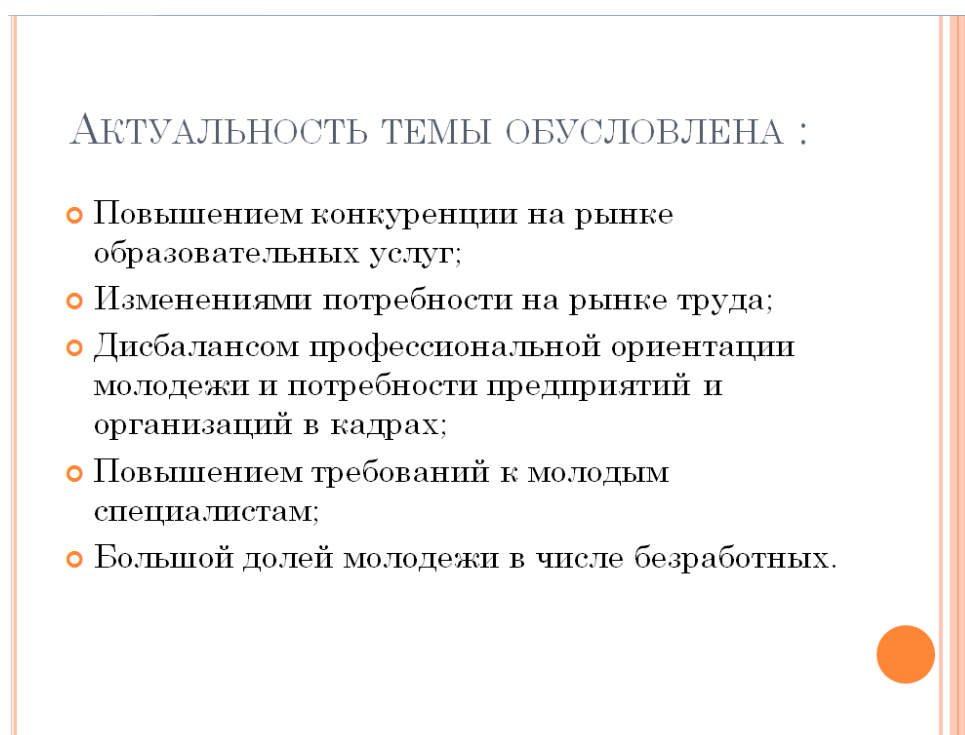 Актуальность темы обусловлена :
Повышением конкуренции на рынке
образовательных услуг;
Изменениями потребности на рынке труда;
Дисбалансом профессиональной ориентации
молодежи и потребности предприятий и
организаций в кадрах;
Повышением требований к молодым
специалистам;
Большой долей молодежи в числе безработных.